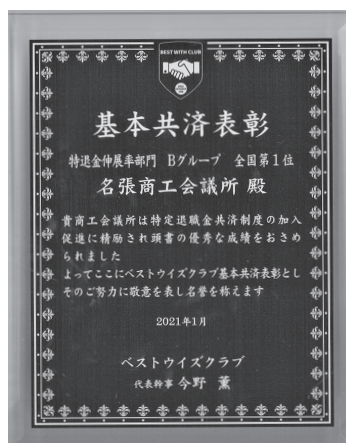 BEST WITH CLUB
基本共済表彰
特退金伸展率部門 Bグループ 全国第1位
名張商工会議所 殿
貴商工会議所は特定退職金共済制度の加入
促進に精励され頭書の優秀な成績をおさめ
られました
よってここにベストウイズクラブ基本共済表彰とし
そのご努力に敬意を表し名誉を称えます
2021年1月
ベストウイズクラブ
代表幹事 今野 薫